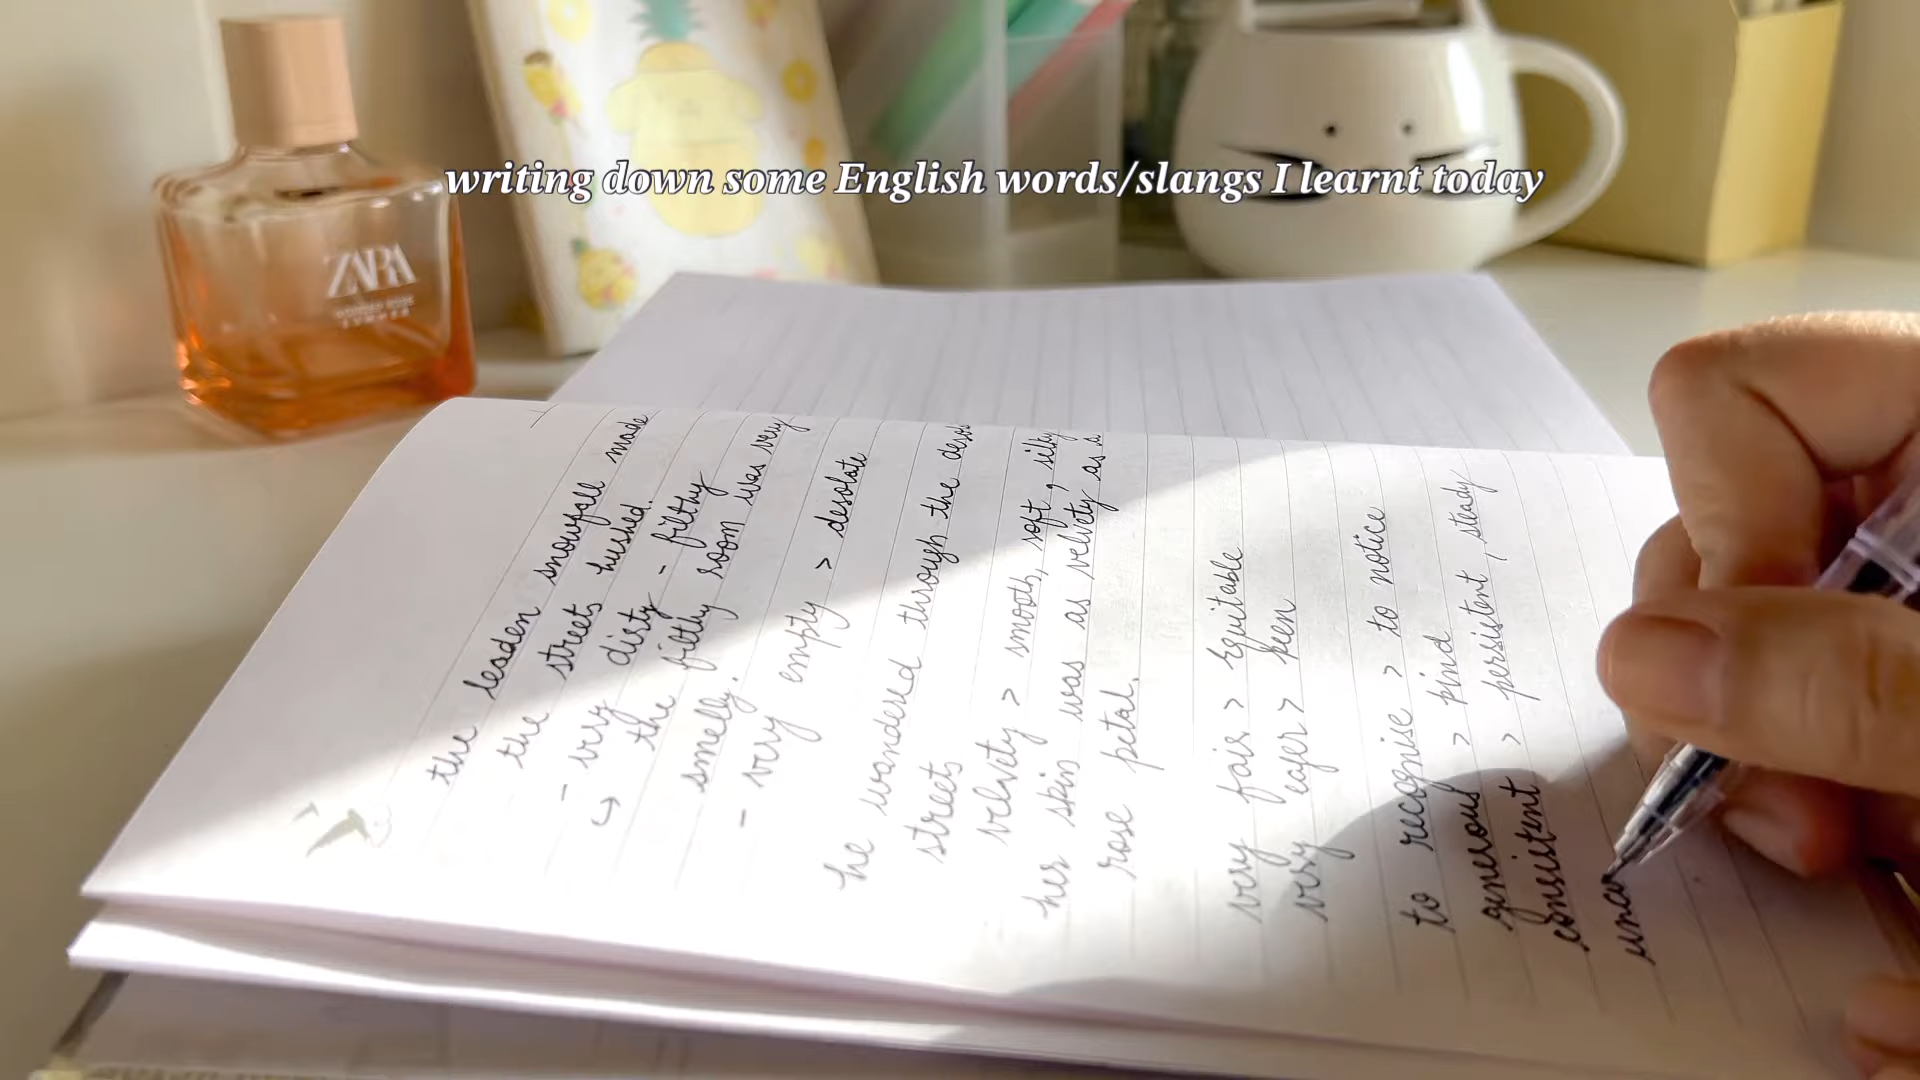 writing down some English words/slangs I learnt today
ZARA
the leaden snowfall made
the streets hushed.
- very dirty - filthy
↳ the filthy room was very
smelly.
- very empty > desolate
he wandered through the
streets
velvety > smooth, soft, silky
her skin was as velvety as a
rose petal.
very fair > Equitable
very eager > keen
to recognise > to notice
generous > kind
consistent > persistent, steady